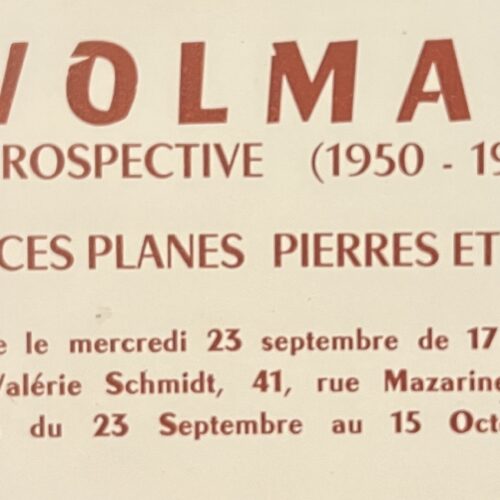 VOLMA
ROSPECTIVE (1950 - 19
CES PLANES PIERRES ET
e le mercredi 23 septembre de 17
Valérie Schmidt, 41, rue Mazarine
du 23 Septembre au 15 Octo